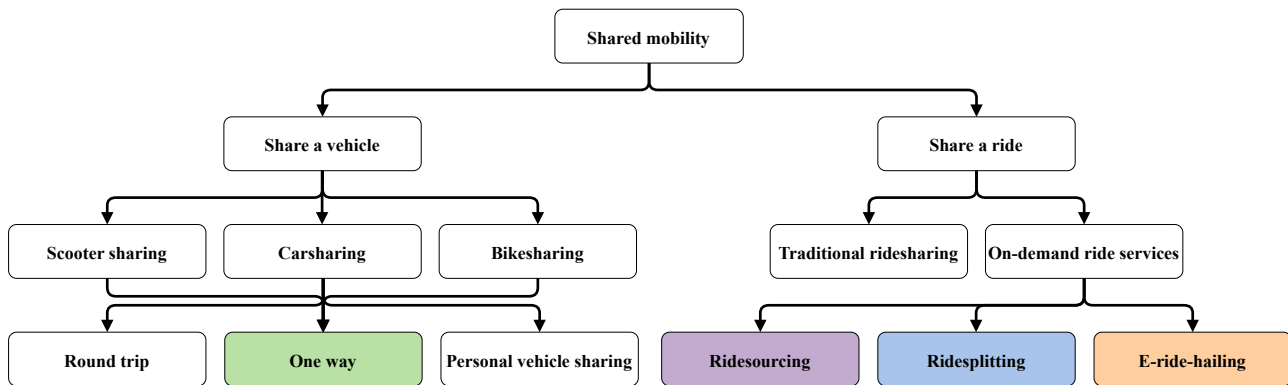 Shared mobility
Share a vehicle
Share a ride
Scooter sharing
Carsharing
Bikesharing
Traditional ridesharing
On-demand ride services
Round trip
One way
Personal vehicle sharing
Ridesourcing
Ridesplitting
E-ride-hailing